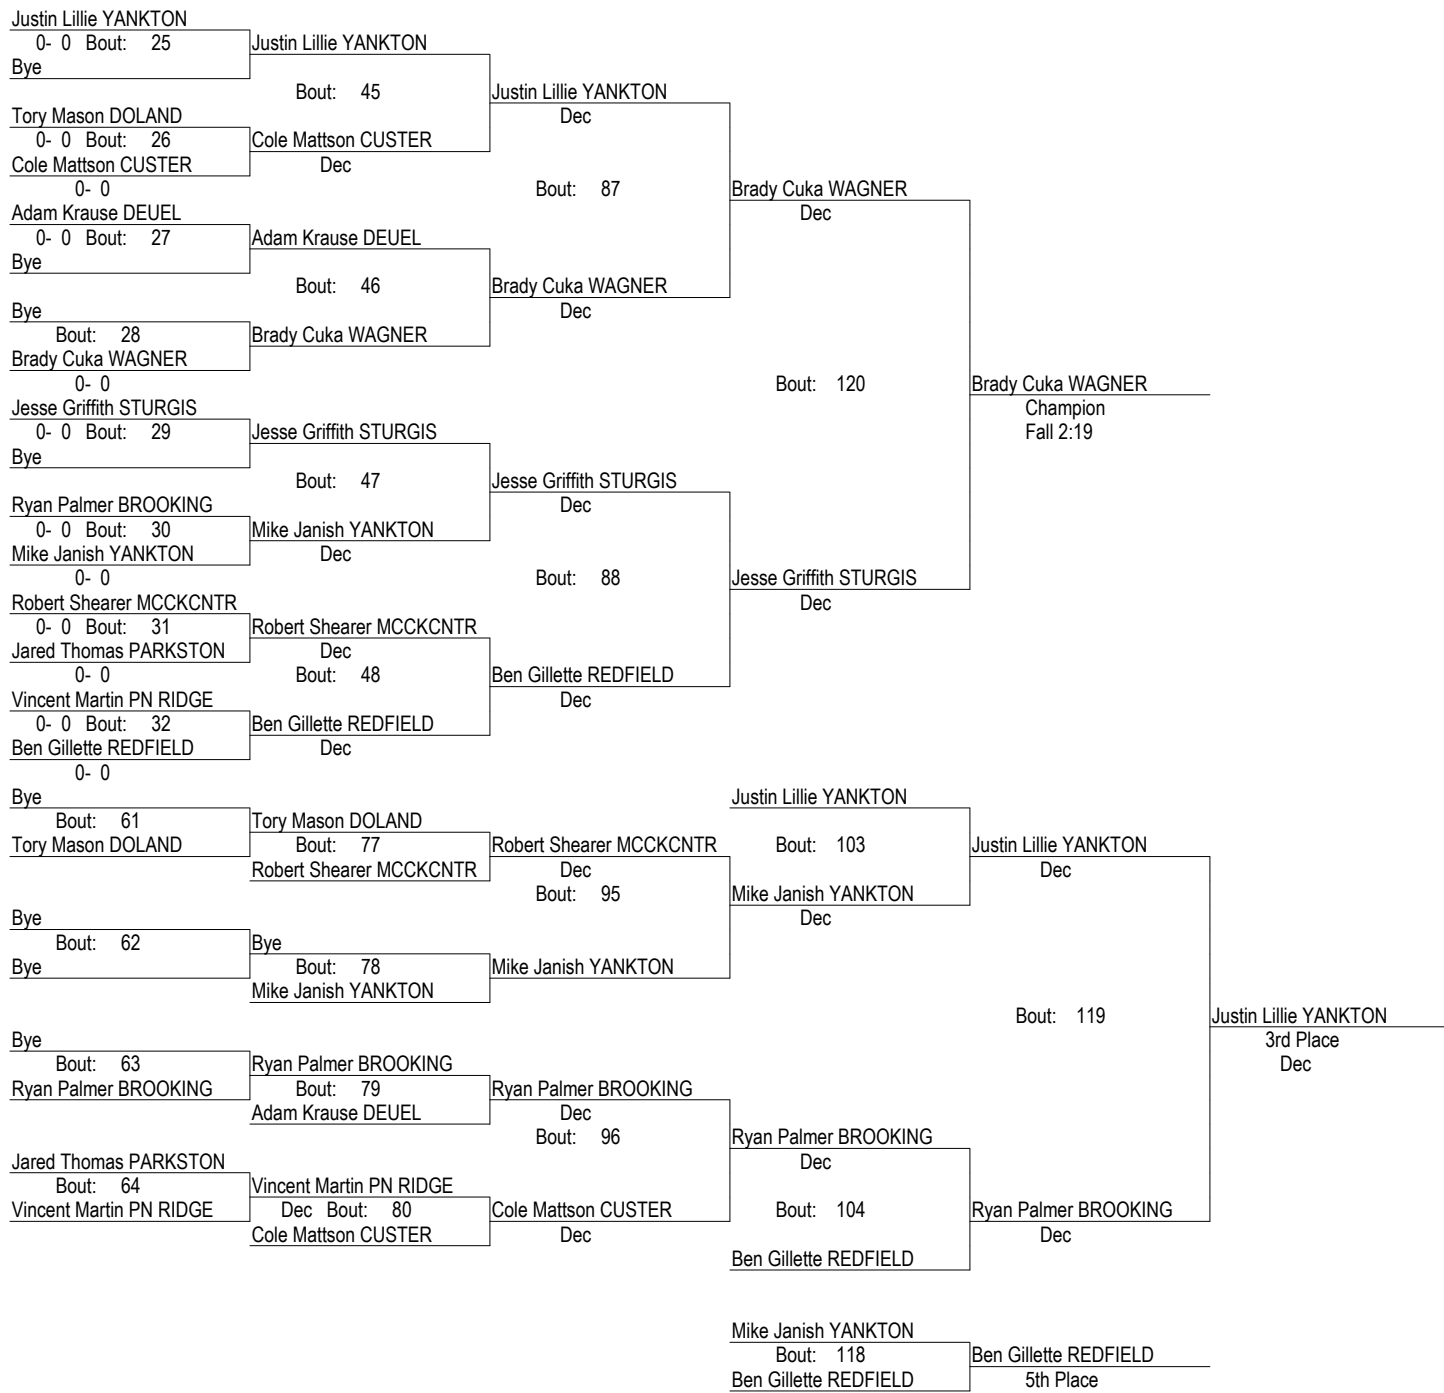 Justin Lillie YANKTON
0- 0 Bout: 25
Justin Lillie YANKTON
Bye
Bout: 45
Justin Lillie YANKTON
Tory Mason DOLAND
Dec
0- 0 Bout: 26
Cole Mattson CUSTER
Cole Mattson CUSTER
Dec
0- 0
Bout: 87
Brady Cuka WAGNER
Adam Krause DEUEL
Dec
0- 0 Bout: 27
Adam Krause DEUEL
Bye
Bout: 46
Brady Cuka WAGNER
Bye
Dec
Bout: 28
Brady Cuka WAGNER
Brady Cuka WAGNER
0- 0
Bout: 120
Brady Cuka WAGNER
Jesse Griffith STURGIS
Champion
0- 0 Bout: 29
Jesse Griffith STURGIS
Fall 2:19
Bye
Bout: 47
Jesse Griffith STURGIS
Ryan Palmer BROOKING
Dec
0- 0 Bout: 30
Mike Janish YANKTON
Mike Janish YANKTON
Dec
0- 0
Bout: 88
Jesse Griffith STURGIS
Robert Shearer MCCKCNTR
Dec
0- 0 Bout: 31
Robert Shearer MCCKCNTR
Jared Thomas PARKSTON
Dec
0- 0
Bout: 48
Ben Gillette REDFIELD
Vincent Martin PN RIDGE
Dec
0- 0 Bout: 32
Ben Gillette REDFIELD
Ben Gillette REDFIELD
Dec
0- 0
Bye
Justin Lillie YANKTON
Bout: 61
Tory Mason DOLAND
Tory Mason DOLAND
Bout: 77
Robert Shearer MCCKCNTR
Bout: 103
Justin Lillie YANKTON
Robert Shearer MCCKCNTR
Dec
Dec
Bout: 95
Mike Janish YANKTON
Bye
Dec
Bout: 62
Bye
Bye
Bout: 78
Mike Janish YANKTON
Mike Janish YANKTON
Bout: 119
Justin Lillie YANKTON
Bye
3rd Place
Bout: 63
Ryan Palmer BROOKING
Dec
Ryan Palmer BROOKING
Bout: 79
Ryan Palmer BROOKING
Adam Krause DEUEL
Dec
Bout: 96
Ryan Palmer BROOKING
Jared Thomas PARKSTON
Dec
Bout: 64
Vincent Martin PN RIDGE
Vincent Martin PN RIDGE
Dec Bout: 80
Cole Mattson CUSTER
Bout: 104
Ryan Palmer BROOKING
Cole Mattson CUSTER
Dec
Dec
Ben Gillette REDFIELD
Mike Janish YANKTON
Bout: 118
Ben Gillette REDFIELD
Ben Gillette REDFIELD
5th Place